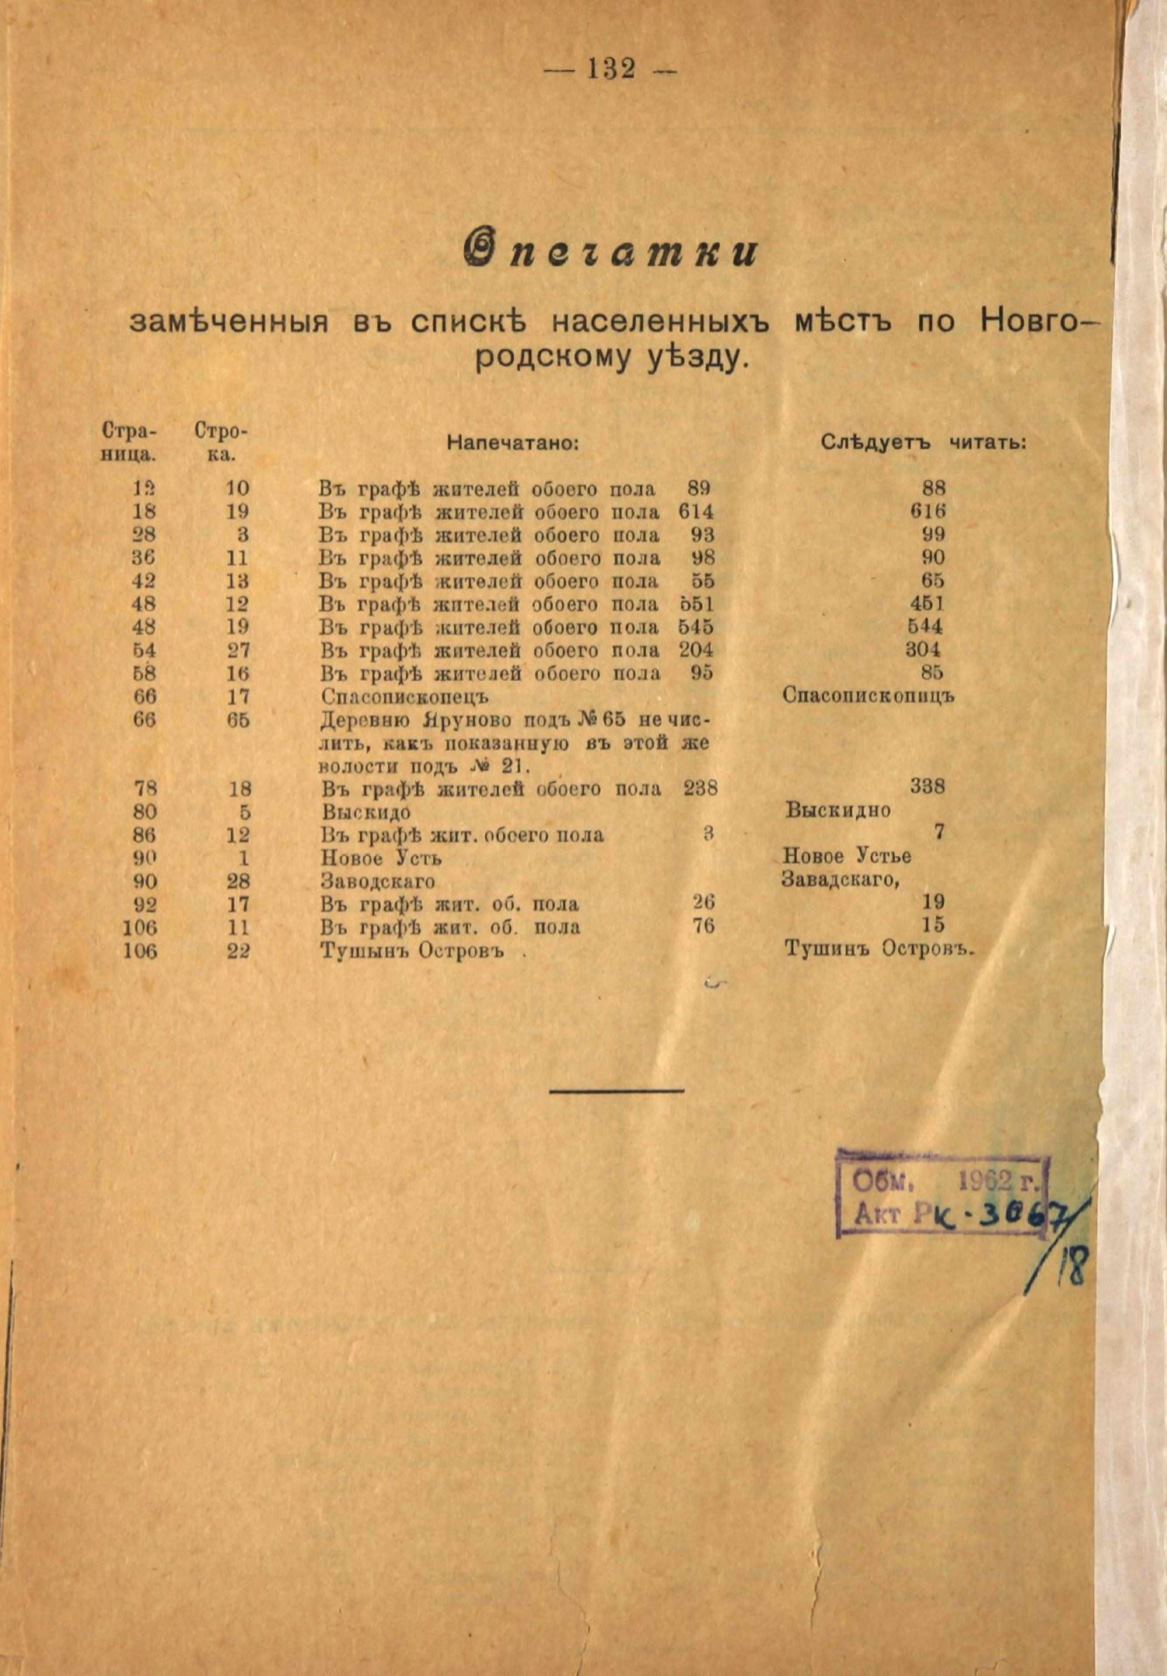 — 132 —
Опечатки
замѣченныя въ спискѣ населенныхъ мѣстъ по Новго-
родскому уѣзду.
Стра- Стро-
ница. ка. Напечатано: Слѣдуетъ читать:
12 10 Въ графѣ жителей обоего пола 89 88
18 19 Въ графѣ жителей обоего пола 614 616
28 3 Въ графѣ жителей обоего пола 93 99
36 11 Въ графѣ жителей обоего пола 98 90
42 13 Въ графѣ жителей обоего пола 55 65
48 12 Въ графѣ жителей обоего пола 551 451
48 19 Въ графѣ жителей обоего пола 545 544
54 27 Въ графѣ жителей обоего пола 204 304
58 16 Въ графѣ жителей обоего пола 95 85
66 17 Спасопископецъ Спасопископицъ
66 65 Деревню Яруново подъ № 65 не чис-
лить, какъ показанную въ этой же
волости подъ № 21.
78 18 Въ графѣ жителей обоего пола 238 338
80 5 Выскидо Выскидно
86 12 Въ графѣ жит. обоего пола 3 7
90 1 Новое Усть Новое Устье
90 28 Заводскаго Завадскаго,
92 17 Въ графѣ жит. об. пола 26 19
106 11 Въ графѣ жит. об. пола 76 15
106 22 Тушынъ Островъ . Тушинъ Островъ.
Обм. 1962 г.
Акт РК-3067/
18